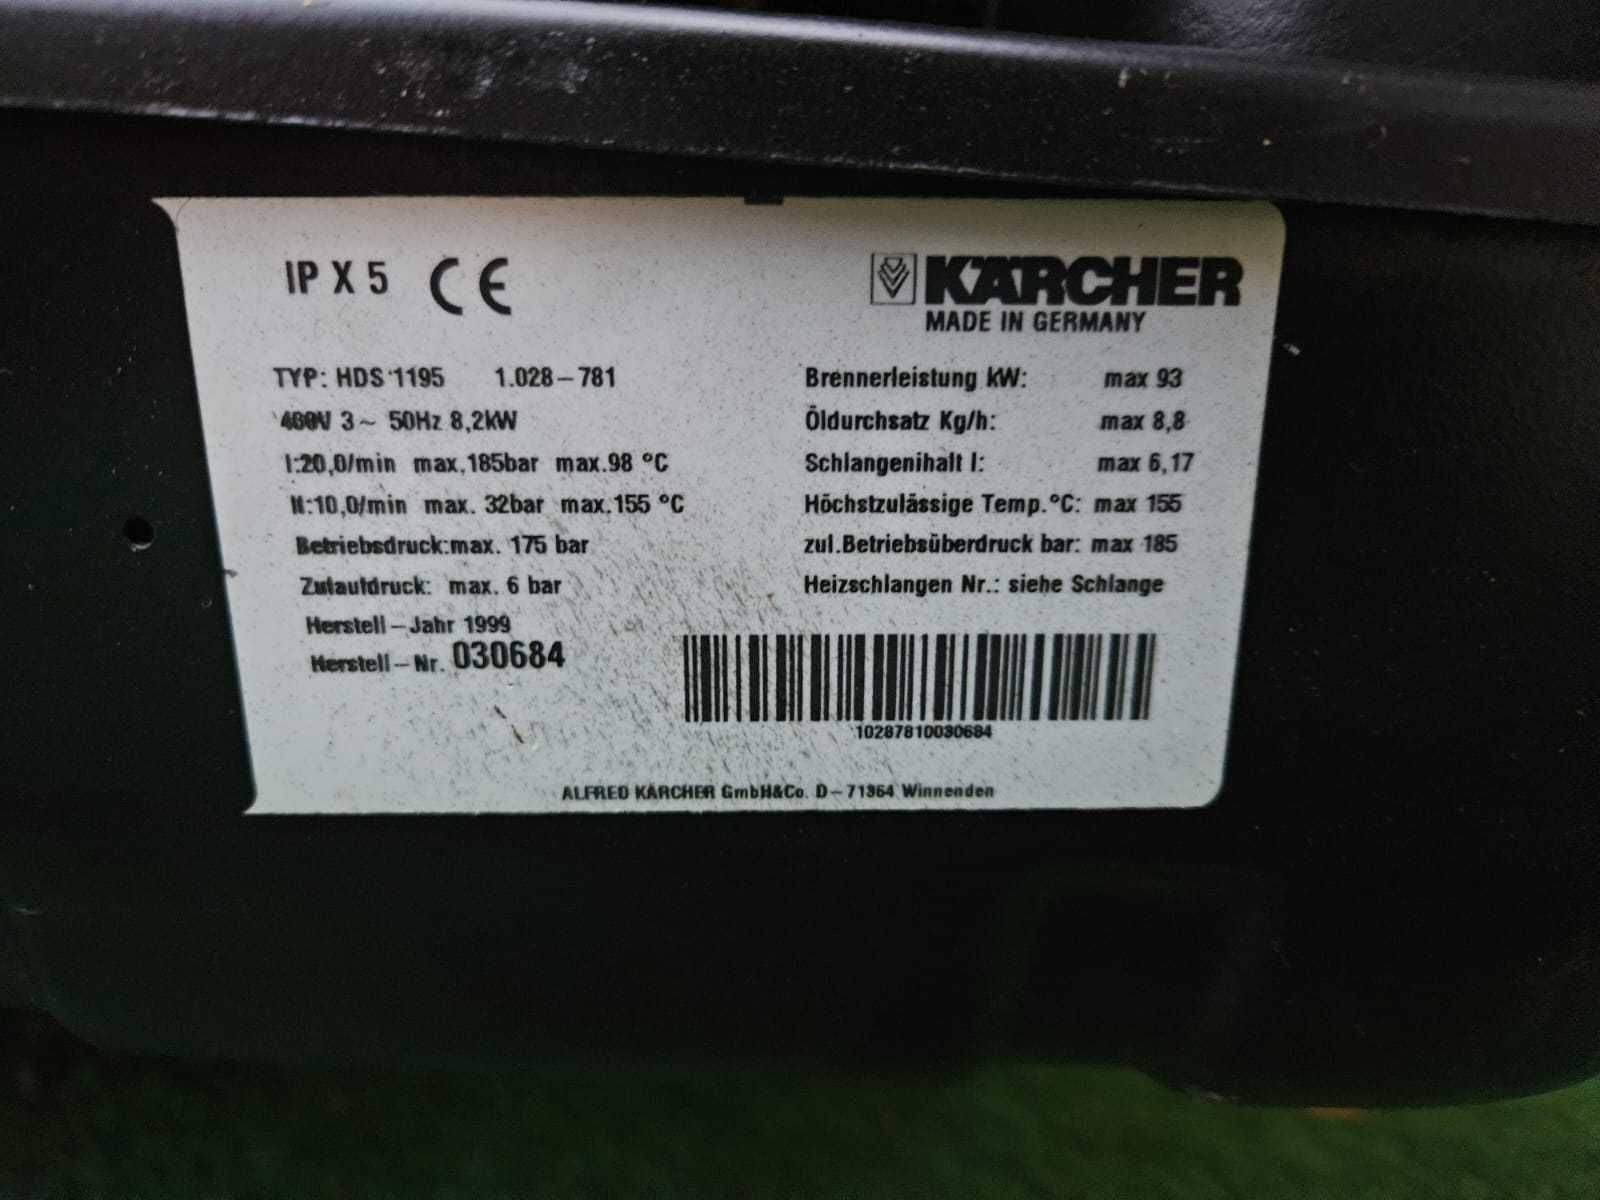 IP X 5 CE
KÄRCHER
MADE IN GERMANY
TYP: HDS 1195 1.028-781
400V 3~ 50Hz 8,2kW
I:20,0/min max.185bar max.98 °C
II:10,0/min max. 32bar max.155 °C
Betriebsdruck:max. 175 bar
Zulaufdruck: max. 6 bar
Herstell-Jahr 1999
Herstell-Nr. 030684
Brennerleistung kW: max 93
Öldurchsatz Kg/h: max 8,8
Schlangenihalt l: max 6,17
Höchstzulässige Temp.°C: max 155
zul.Betriebsüberdruck bar: max 185
Heizschlangen Nr.: siehe Schlange
10287810030684
ALFRED KÄRCHER GmbH&Co. D-71364 Winnenden